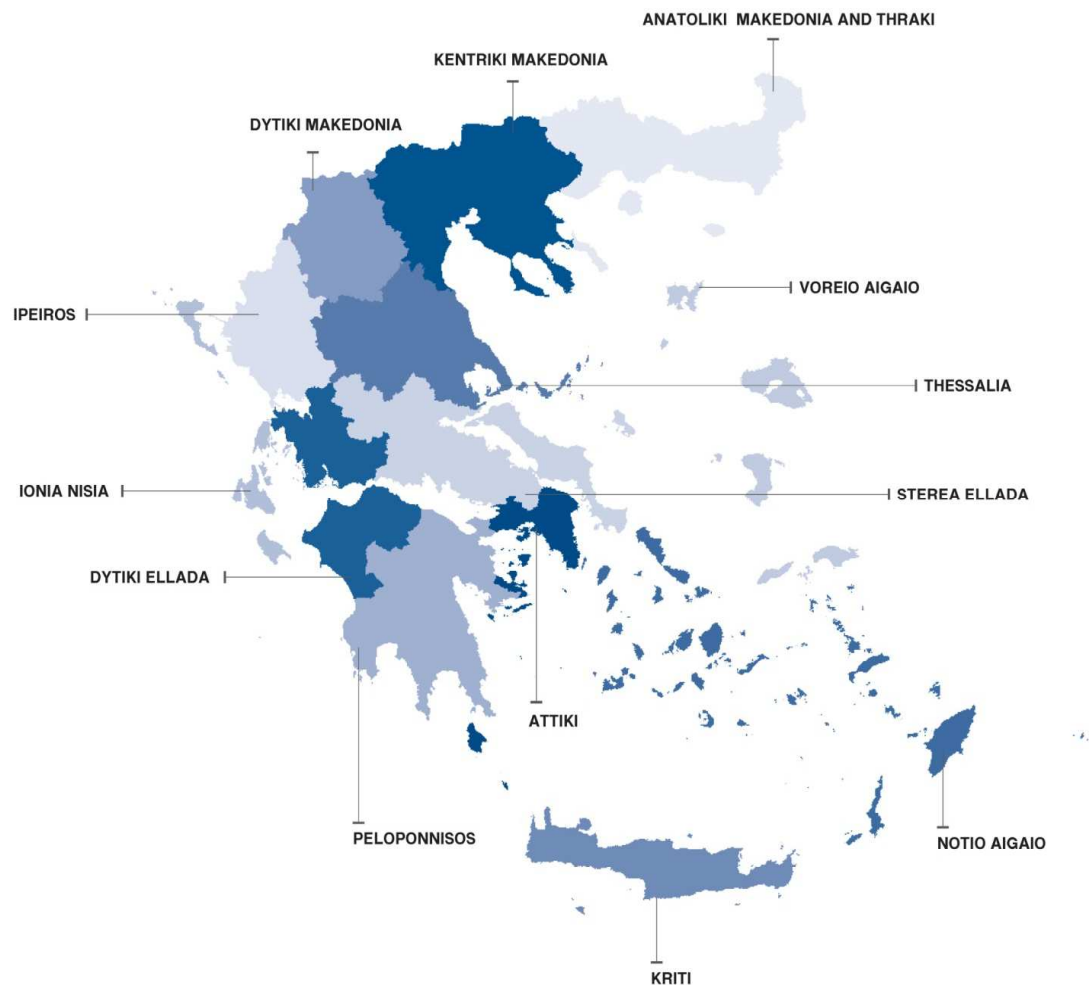 ANATOLIKI MAKEDONIA AND THRAKI
KENTRIKI MAKEDONIA
DYTIKI MAKEDONIA
VOREIO AIGAIO
IPEIROS
THESSALIA
IONIA NISIA
STEREA ELLADA
DYTIKI ELLADA
ATTIKI
PELOPONNISOS
NOTIO AIGAIO
KRITI